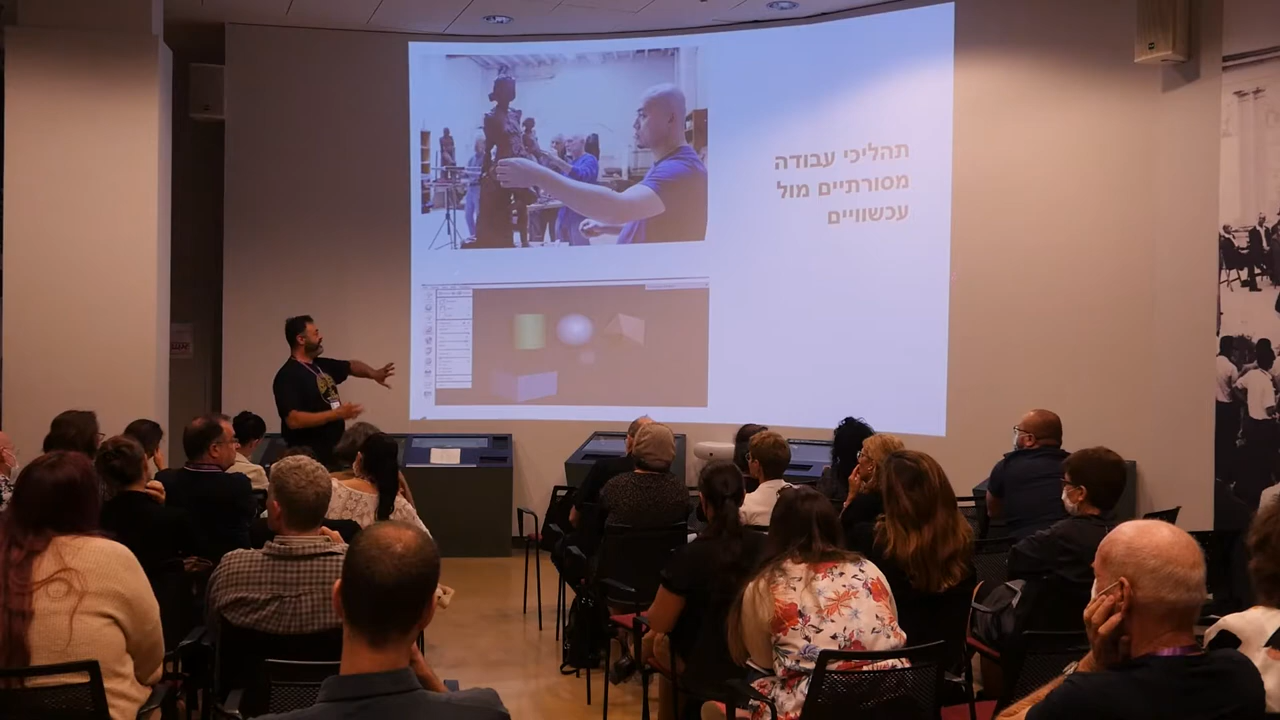 תהליכי עבודה
מסורתיים מול
עכשוויים